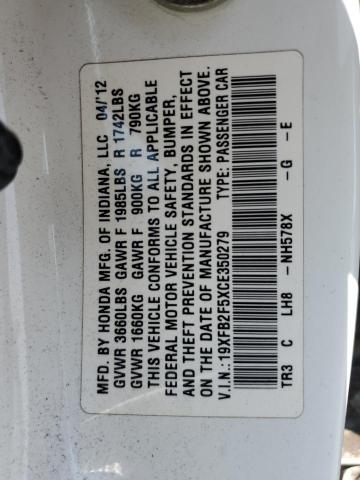 MFD. BY HONDA MFG. OF INDIANA, LLC 04/'12
GVWR 3660LBS GAWR F 1985LBS R 1742LBS
GVWR 1660KG GAWR F 900KG R 790KG
THIS VEHICLE CONFORMS TO ALL APPLICABLE
FEDERAL MOTOR VEHICLE SAFETY, BUMPER,
AND THEFT PREVENTION STANDARDS IN EFFECT
ON THE DATE OF MANUFACTURE SHOWN ABOVE.
V.I.N.: 19XFB2F5XCE350279 TYPE: PASSENGER CAR
TR3 C LH8 -NH578X -G -E